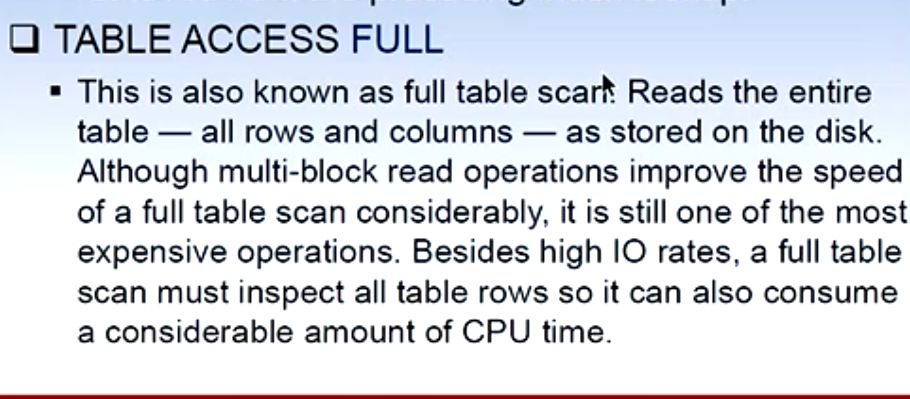 TABLE ACCESS FULL
This is also known as full table scan. Reads the entire
table — all rows and columns — as stored on the disk.
Although multi-block read operations improve the speed
of a full table scan considerably, it is still one of the most
expensive operations. Besides high IO rates, a full table
scan must inspect all table rows so it can also consume
a considerable amount of CPU time.